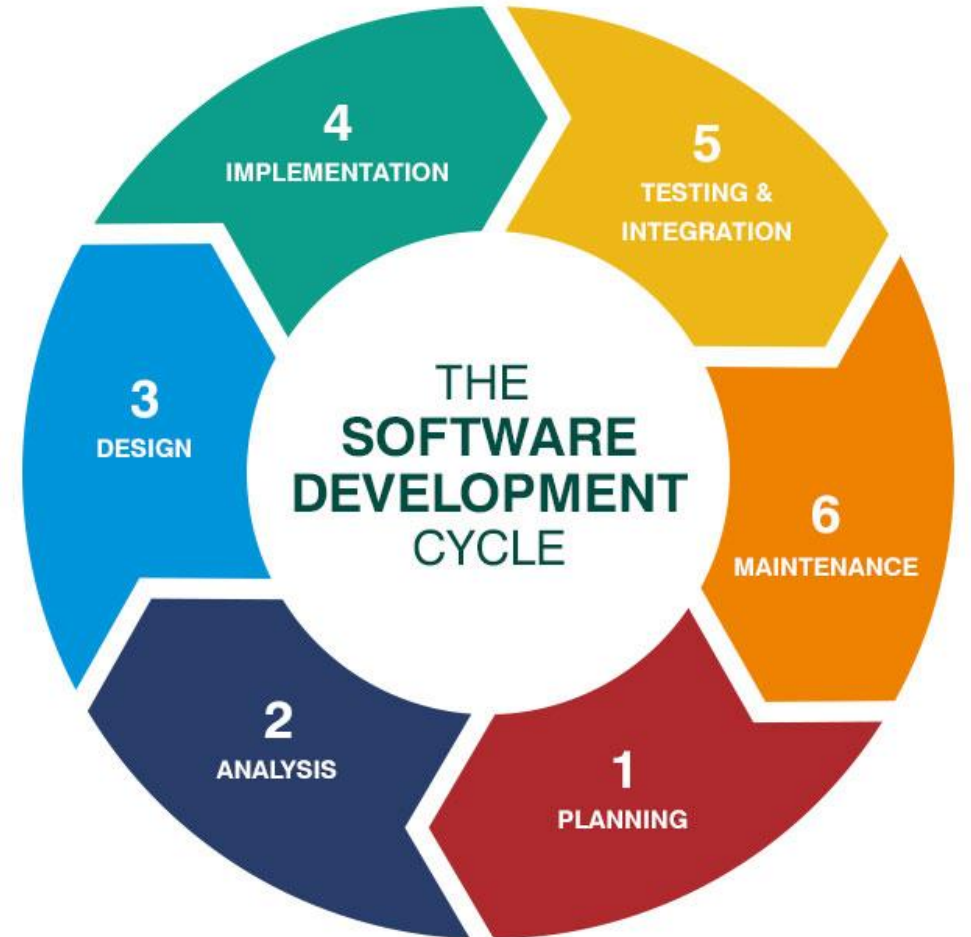 THE
SOFTWARE
DEVELOPMENT
CYCLE
1
PLANNING
2
ANALYSIS
3
DESIGN
4
IMPLEMENTATION
5
TESTING &
INTEGRATION
6
MAINTENANCE